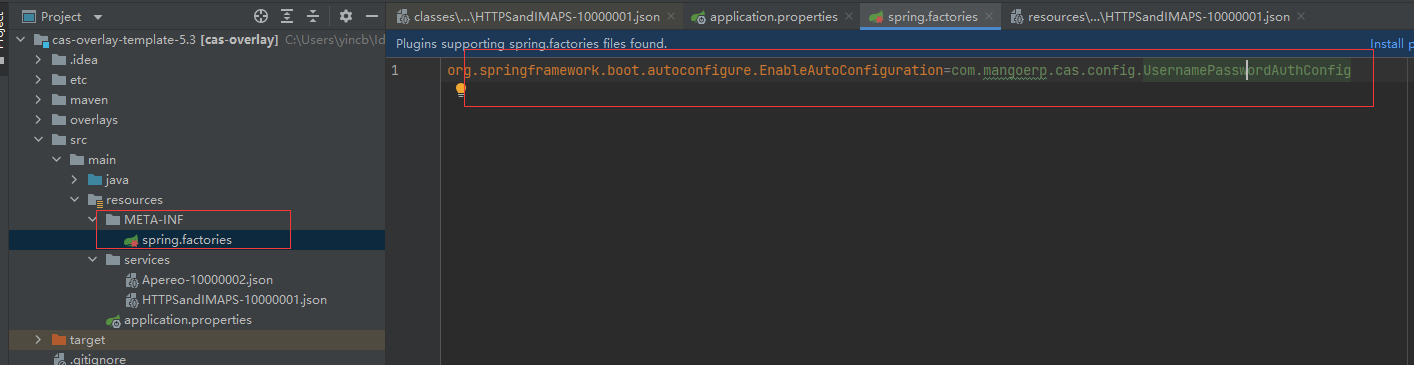 Project
classes\...\HTTPSandIMAPS-10000001.json
application.properties
spring.factories
resources\...\HTTPSandIMAPS-10000001.json
cas-overlay-template-5.3 [cas-overlay] C:\Users\yincb\Id
Plugins supporting spring.factories files found.
Install p
.idea
1
org.springframework.boot.autoconfigure.EnableAutoConfiguration=com.mangoerp.cas.config.UsernamePasswordAuthConfig
etc
maven
overlays
src
main
java
resources
META-INF
spring.factories
services
Apereo-10000002.json
HTTPSandIMAPS-10000001.json
application.properties
target
.gitignore